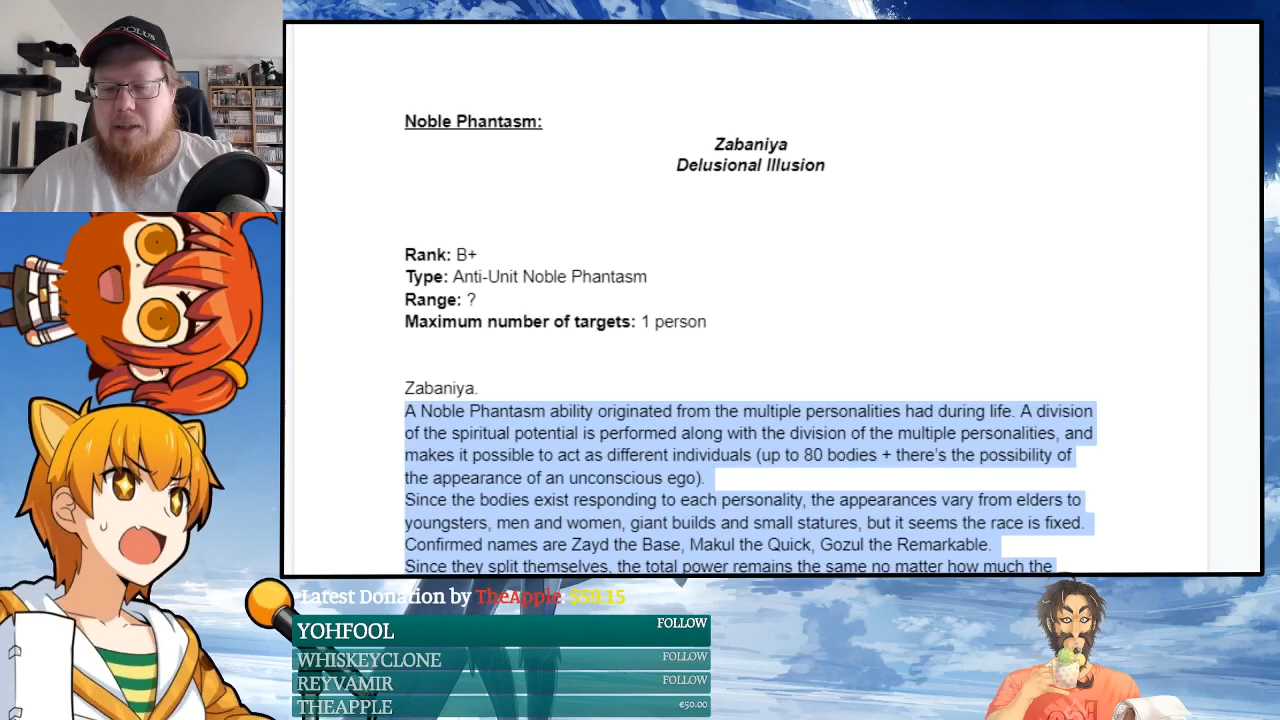 OOLUS
Noble Phantasm:
Zabaniya
Delusional Illusion
Rank: B+
Type: Anti-Unit Noble Phantasm
Range: ?
Maximum number of targets: 1 person
Zabaniya.
A Noble Phantasm ability originated from the multiple personalities had during life. A division
of the spiritual potential is performed along with the division of the multiple personalities, and
makes it possible to act as different individuals (up to 80 bodies + there's the possibility of
the appearance of an unconscious ego).
Since the bodies exist responding to each personality, the appearances vary from elders to
youngsters, men and women, giant builds and small statures, but it seems the race is fixed.
Confirmed names are Zayd the Base, Makul the Quick, Gozul the Remarkable.
Since they split themselves, the total power remains the same no matter how much the
Latest Donation by TheApple: $59.15
YOHFOOL FOLLOW
WHISKEYCLONE FOLLOW
REYVAMIR FOLLOW
THEAPPLE €50.00